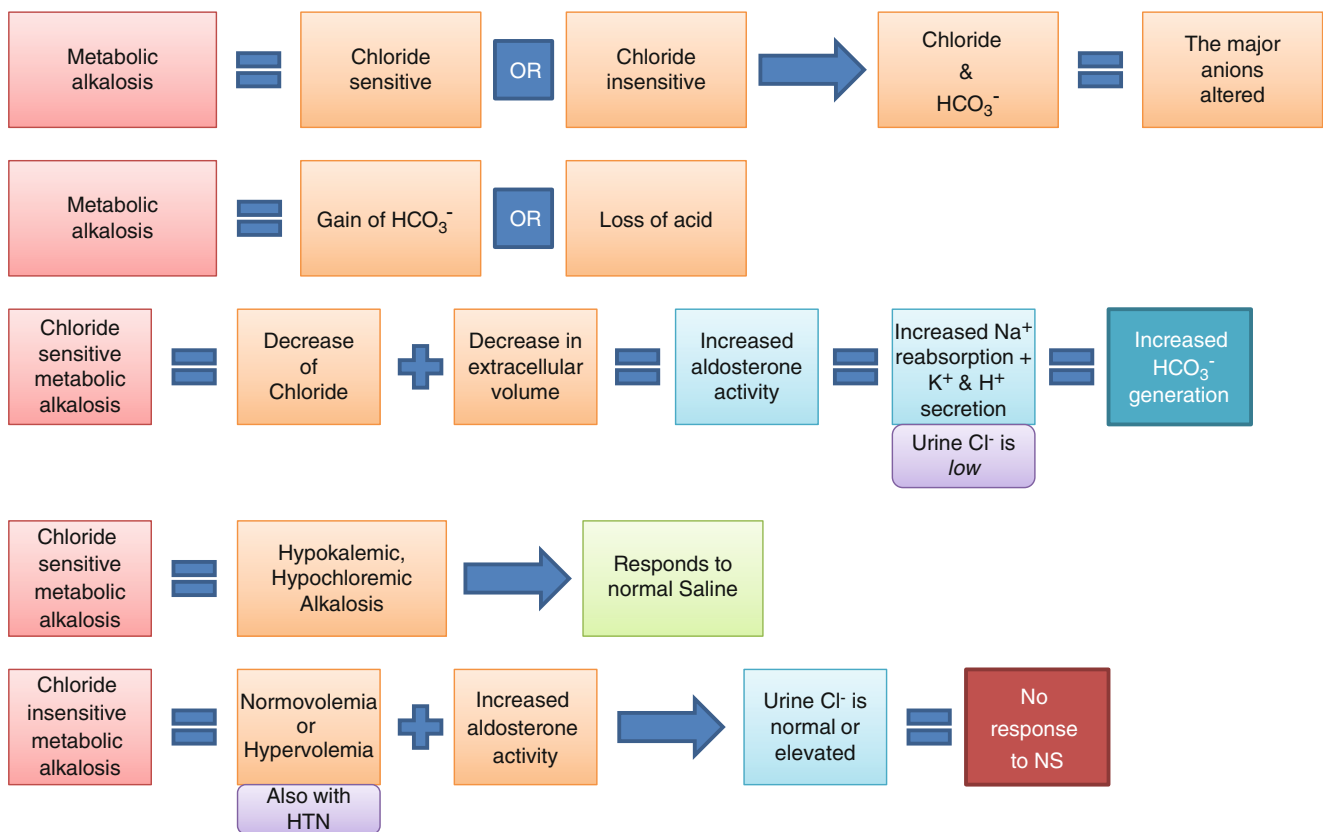 Metabolic
alkalosis
Chloride
sensitive
OR
Chloride
insensitive
Chloride
&
HCO₃⁻
The major
anions
altered
Metabolic
alkalosis
Gain of HCO₃⁻
OR
Loss of acid
Chloride
sensitive
metabolic
alkalosis
Decrease
of
Chloride
Decrease in
extracellular
volume
Increased
aldosterone
activity
Increased Na⁺
reabsorption +
K⁺ & H⁺
secretion
Urine Cl⁻ is
low
Increased
HCO₃⁻
generation
Chloride
sensitive
metabolic
alkalosis
Hypokalemic,
Hypochloremic
Alkalosis
Responds to
normal Saline
Chloride
insensitive
metabolic
alkalosis
Normovolemia
or
Hypervolemia
Also with
HTN
Increased
aldosterone
activity
Urine Cl⁻ is
normal or
elevated
No
response
to NS